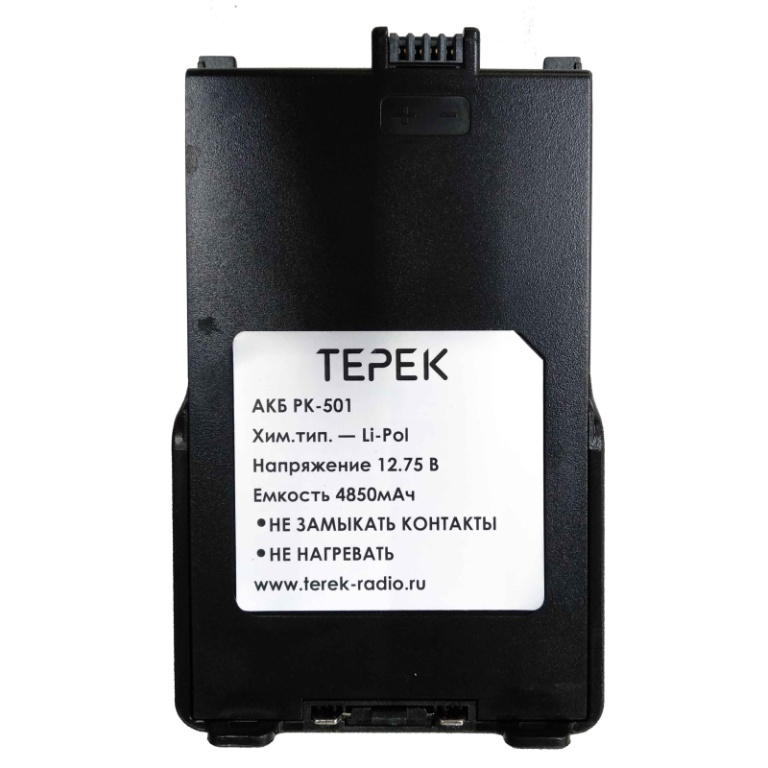 + −
ТЕРЕК
АКБ РК-501
Хим.тип. — Li-Pol
Напряжение 12.75 В
Емкость 4850мАч
•НЕ ЗАМЫКАТЬ КОНТАКТЫ
•НЕ НАГРЕВАТЬ
www.terek-radio.ru